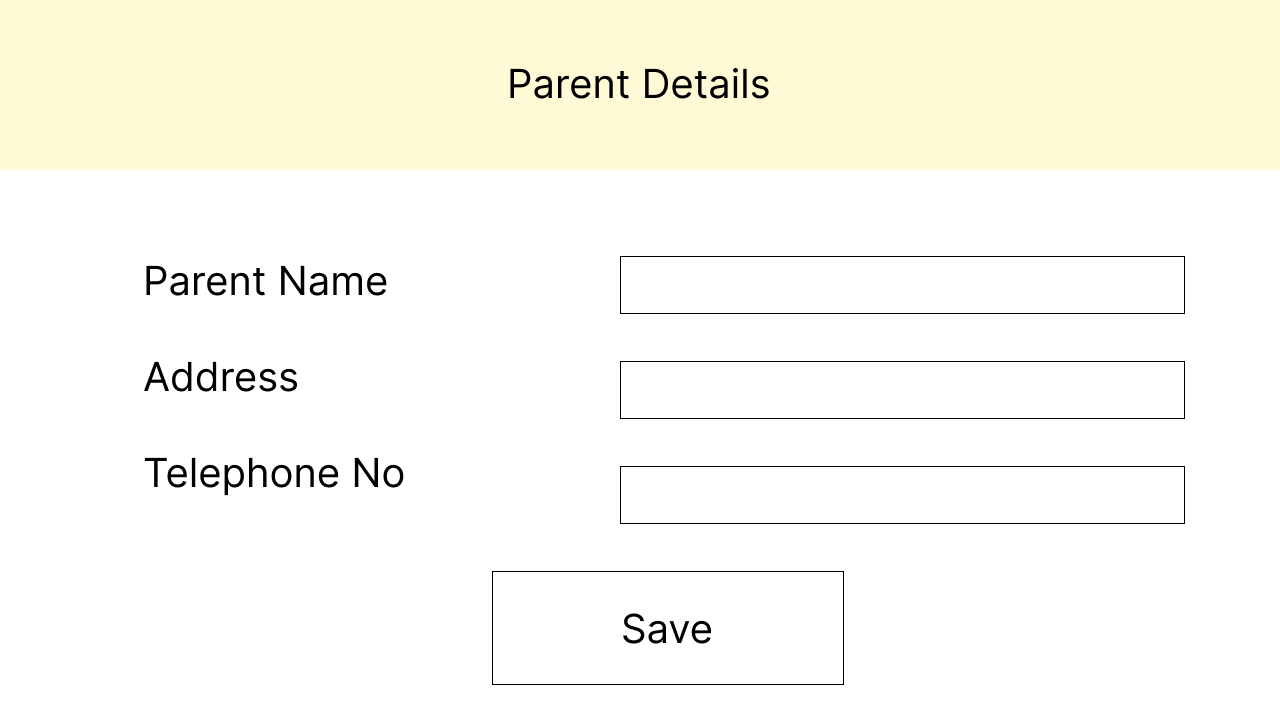 Parent Details
Parent Name
Address
Telephone No
Save